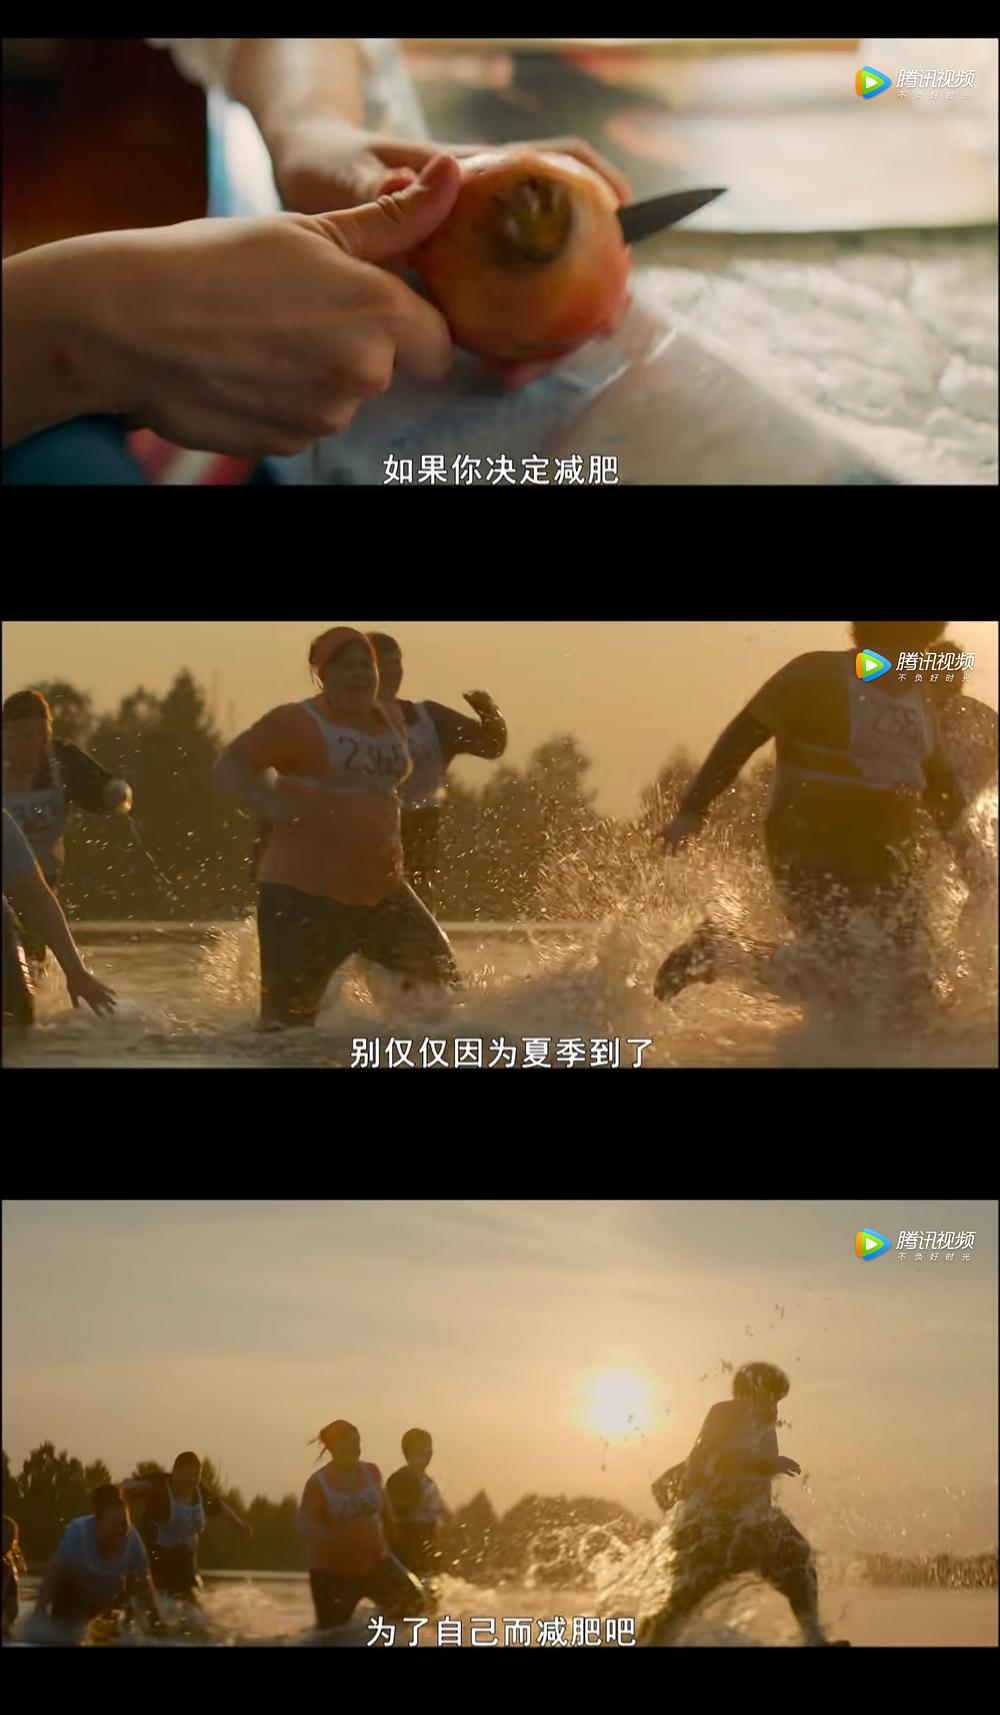 腾讯视频
不负好时光
如果你决定减肥
腾讯视频
不负好时光
236
别仅仅因为夏季到了
腾讯视频
不负好时光
为了自己而减肥吧